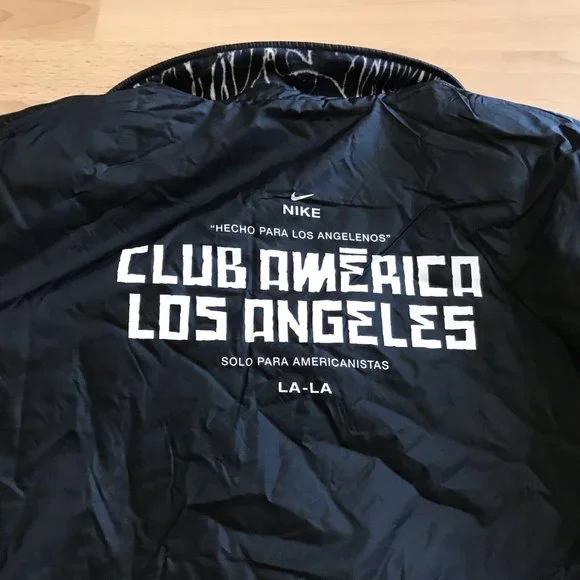 NIKE
"HECHO PARA LOS ANGELENOS"
CLUB AMÉRICA
LOS ANGELES
SOLO PARA AMERICANISTAS
LA-LA